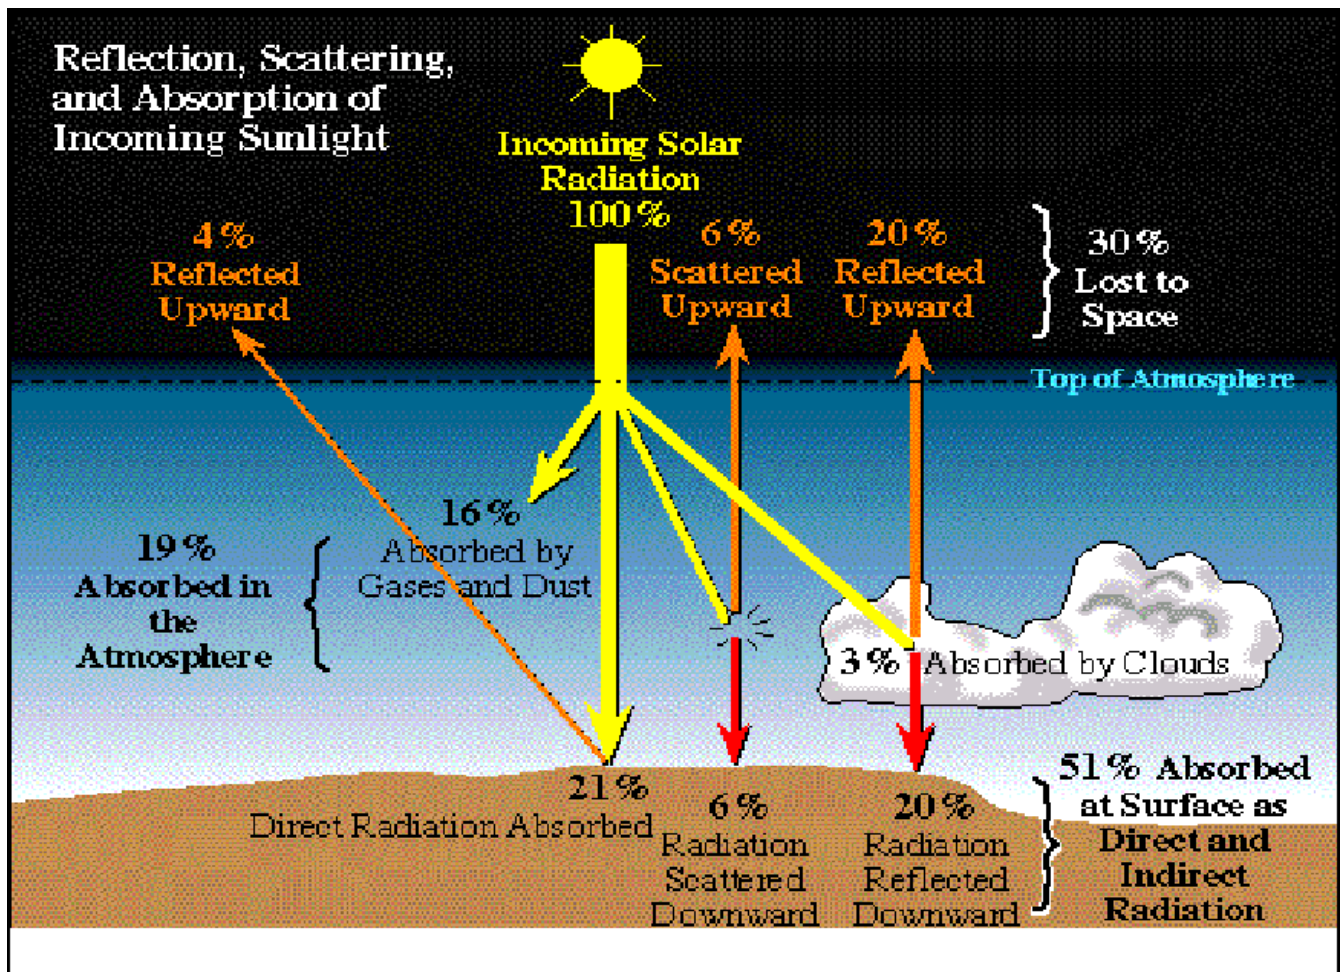 Reflection, Scattering,
and Absorption of
Incoming Sunlight
Incoming Solar
Radiation
100%
4%
Reflected
Upward
6%
Scattered
Upward
20%
Reflected
Upward
30%
Lost to
Space
Top of Atmosphere
16%
Absorbed by
Gases and Dust
19%
Absorbed in
the
Atmosphere
3% Absorbed by Clouds
21%
Direct Radiation Absorbed
6%
Radiation
Scattered
Downward
20%
Radiation
Reflected
Downward
51% Absorbed
at Surface as
Direct and
Indirect
Radiation